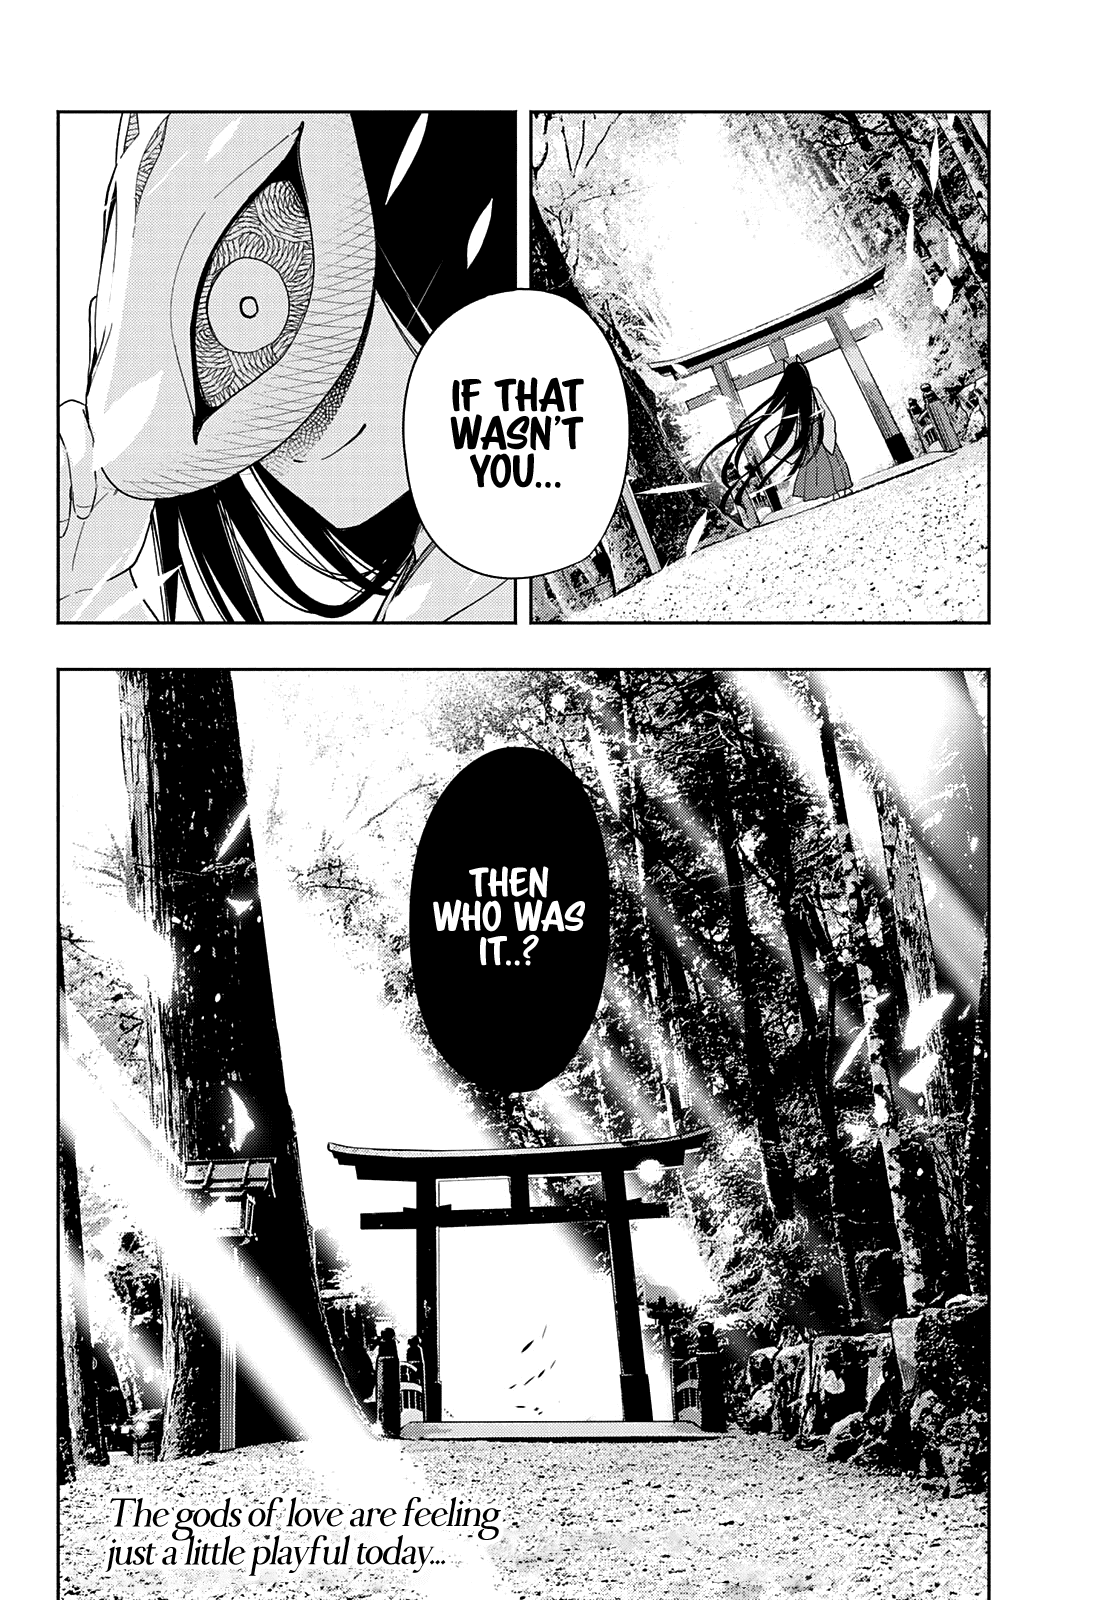 IF THAT
WASN'T
YOU...
THEN
WHO WAS
IT..?
The gods of love are feeling
just a little playful today...